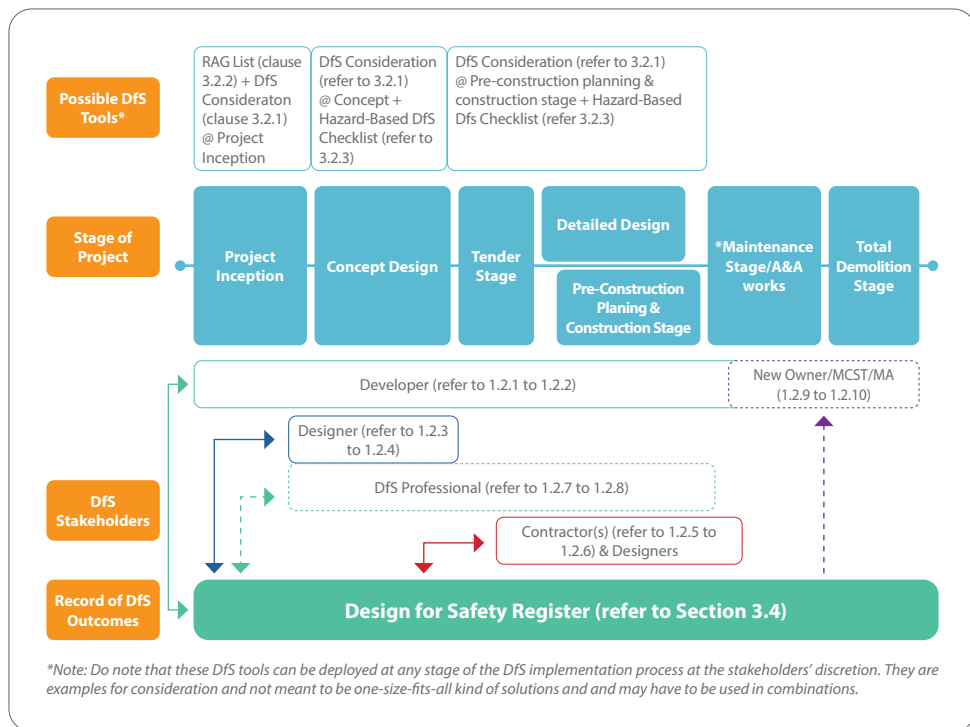 Possible DfS
Tools*
RAG List (clause
3.2.2) + DfS
Consideraton
(clause 3.2.1)
@ Project
Inception
DfS Consideration
(refer to 3.2.1)
@ Concept +
Hazard-Based DfS
Checklist (refer to
3.2.3)
DfS Consideration (refer to 3.2.1)
@ Pre-construction planning &
construction stage + Hazard-Based
Dfs Checklist (refer 3.2.3)
Stage of
Project
Project
Inception
Concept Design
Tender
Stage
Detailed Design
Pre-Construction
Planing &
Construction Stage
*Maintenance
Stage/A&A
works
Total
Demolition
Stage
DfS
Stakeholders
Developer (refer to 1.2.1 to 1.2.2)
New Owner/MCST/MA
(1.2.9 to 1.2.10)
Designer (refer to 1.2.3
to 1.2.4)
DfS Professional (refer to 1.2.7 to 1.2.8)
Contractor(s) (refer to 1.2.5 to
1.2.6) & Designers
Record of DfS
Outcomes
Design for Safety Register (refer to Section 3.4)
*Note: Do note that these DfS tools can be deployed at any stage of the DfS implementation process at the stakeholders' discretion. They are
examples for consideration and not meant to be one-size-fits-all kind of solutions and and may have to be used in combinations.